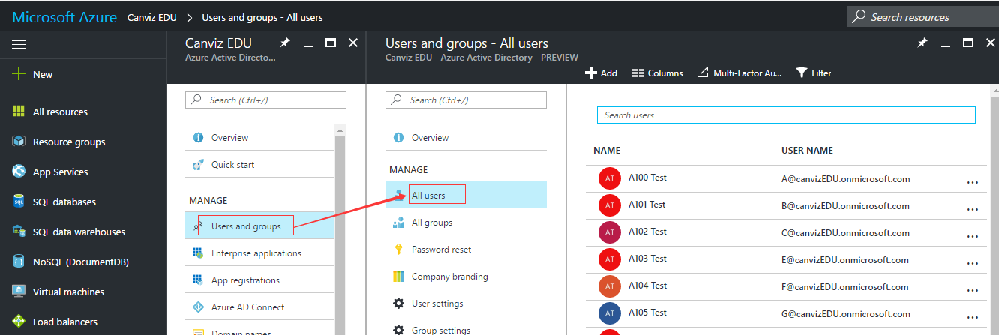 Microsoft Azure Canviz EDU > Users and groups - All users
Search resources
New
All resources
Resource groups
App Services
SQL databases
SQL data warehouses
NoSQL (DocumentDB)
Virtual machines
Load balancers
Canviz EDU
Azure Active Directo...
Search (Ctrl+/)
Overview
Quick start
MANAGE
Users and groups
Enterprise applications
App registrations
Azure AD Connect
Domain names
Users and groups - All users
Canviz EDU - Azure Active Directory - PREVIEW
Search (Ctrl+/)
Overview
MANAGE
All users
All groups
Password reset
Company branding
User settings
Group settings
Add Columns Multi-Factor Au... Filter
Search users
NAME USER NAME
AT A100 Test A@canvizEDU.onmicrosoft.com ...
AT A101 Test B@canvizEDU.onmicrosoft.com ...
AT A102 Test C@canvizEDU.onmicrosoft.com ...
AT A103 Test E@canvizEDU.onmicrosoft.com ...
AT A104 Test F@canvizEDU.onmicrosoft.com ...
AT A105 Test G@canvizEDU.onmicrosoft.com ...